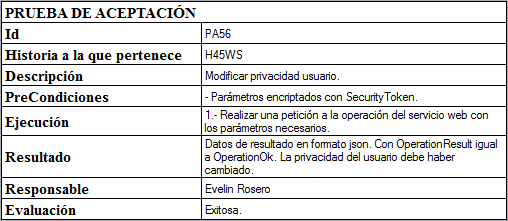 PRUEBA DE ACEPTACIÓN
Id PA56
Historia a la que pertenece H45WS
Descripción Modificar privacidad usuario.
PreCondiciones - Parámetros encriptados con SecurityToken.
Ejecución 1.- Realizar una petición a la operación del servicio web con
los parámetros necesarios.
Resultado Datos de resultado en formato json. Con OperationResult igual
a OperationOk. La privacidad del usuario debe haber
cambiado.
Responsable Evelin Rosero
Evaluación Exitosa.